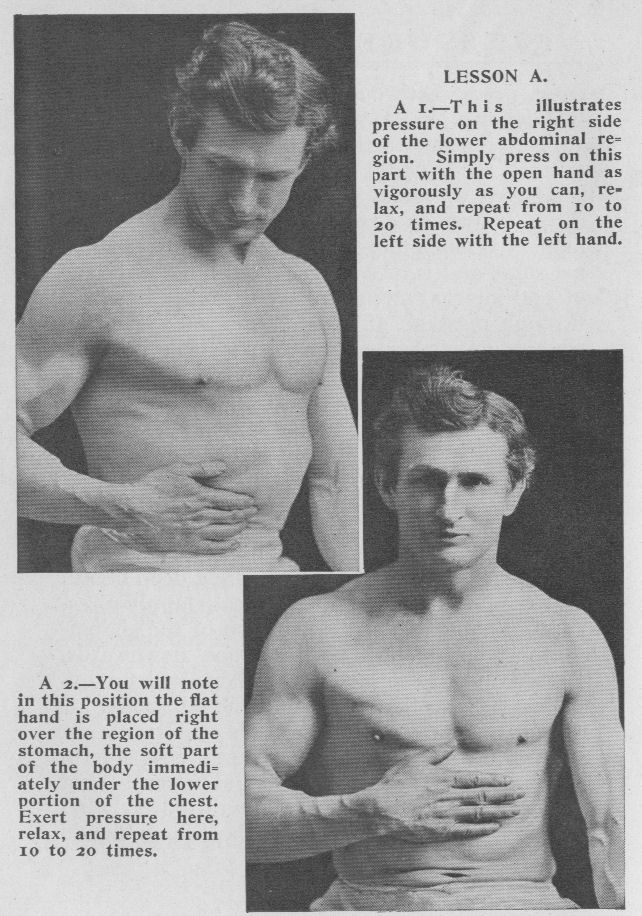 LESSON A.
A 1.—This illustrates
pressure on the right side
of the lower abdominal re=
gion. Simply press on this
part with the open hand as
vigorously as you can, re=
lax, and repeat from 10 to
20 times. Repeat on the
left side with the left hand.
A 2.—You will note
in this position the flat
hand is placed right
over the region of the
stomach, the soft part
of the body immedi=
ately under the lower
portion of the chest.
Exert pressure here,
relax, and repeat from
10 to 20 times.